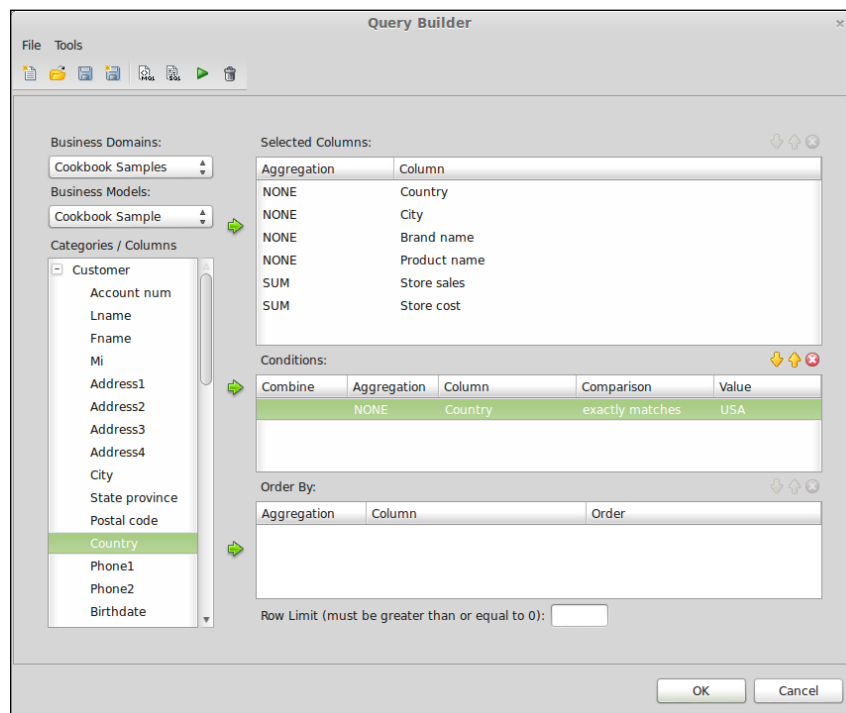 Query Builder
File Tools
MQL SQL
Business Domains:
Cookbook Samples
Business Models:
Cookbook Sample
Categories / Columns
Customer
Account num
Lname
Fname
Mi
Address1
Address2
Address3
Address4
City
State province
Postal code
Country
Phone1
Phone2
Birthdate
Selected Columns:
Aggregation Column
NONE Country
NONE City
NONE Brand name
NONE Product name
SUM Store sales
SUM Store cost
Conditions:
Combine Aggregation Column Comparison Value
NONE Country exactly matches USA
Order By:
Aggregation Column Order
Row Limit (must be greater than or equal to 0):
OK Cancel